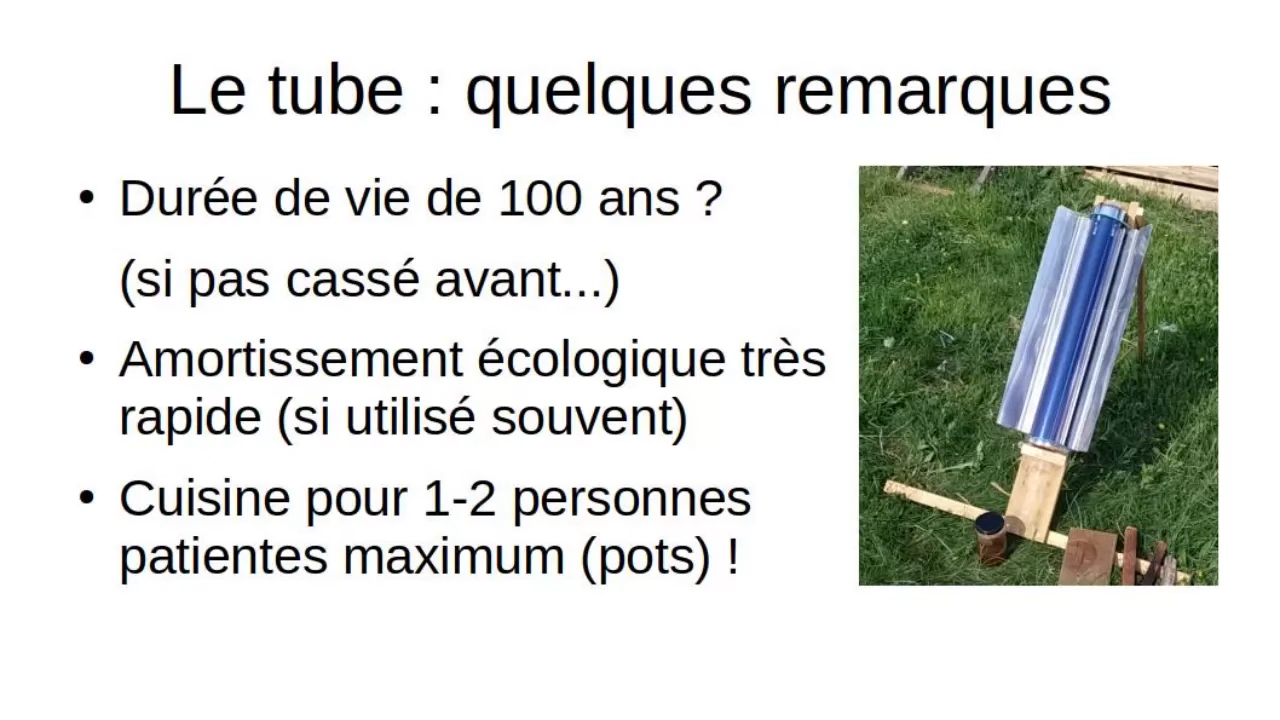 Le tube : quelques remarques
• Durée de vie de 100 ans ?
(si pas cassé avant...)
• Amortissement écologique très
rapide (si utilisé souvent)
• Cuisine pour 1-2 personnes
patientes maximum (pots) !